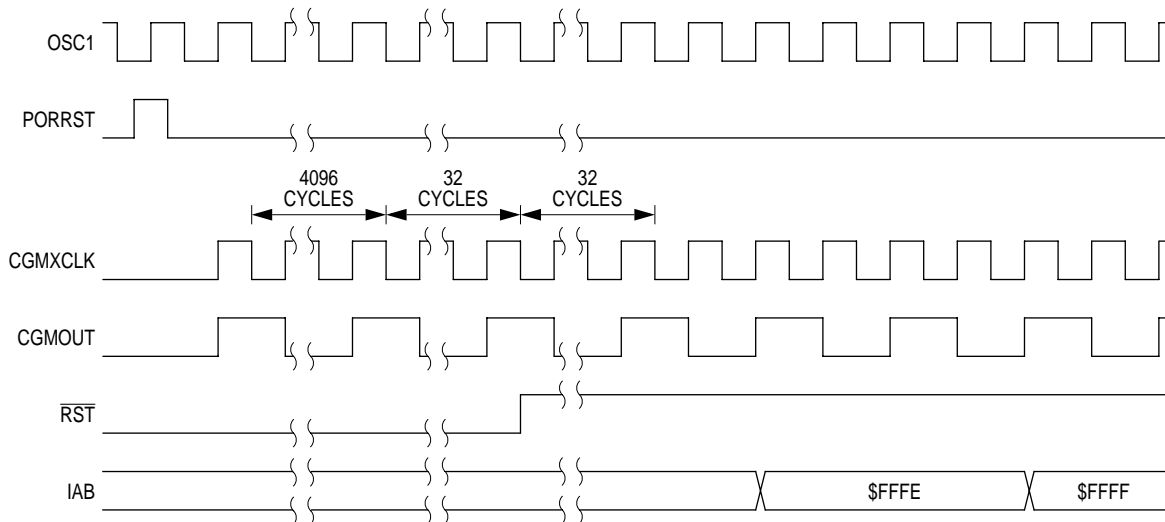 OSC1
PORRST
4096
CYCLES
32
CYCLES
32
CYCLES
CGMXCLK
CGMOUT
RST
IAB
$FFFE
$FFFF